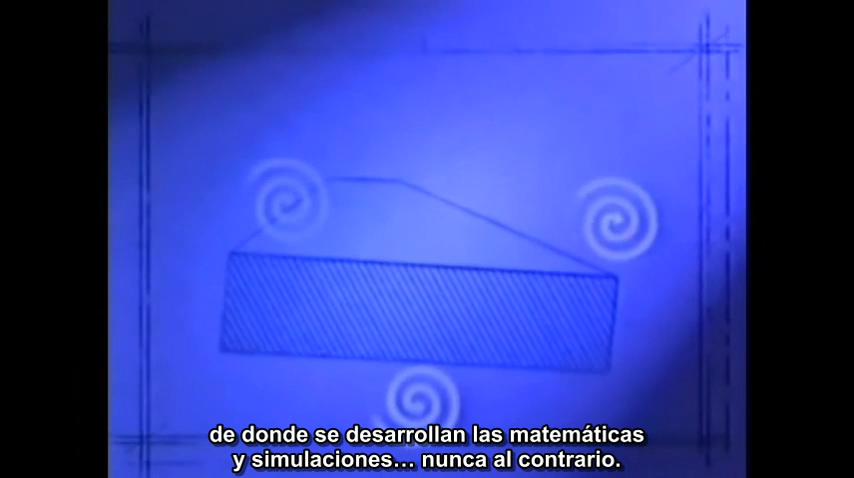 de donde se desarrollan las matemáticas
y simulaciones... nunca al contrario.